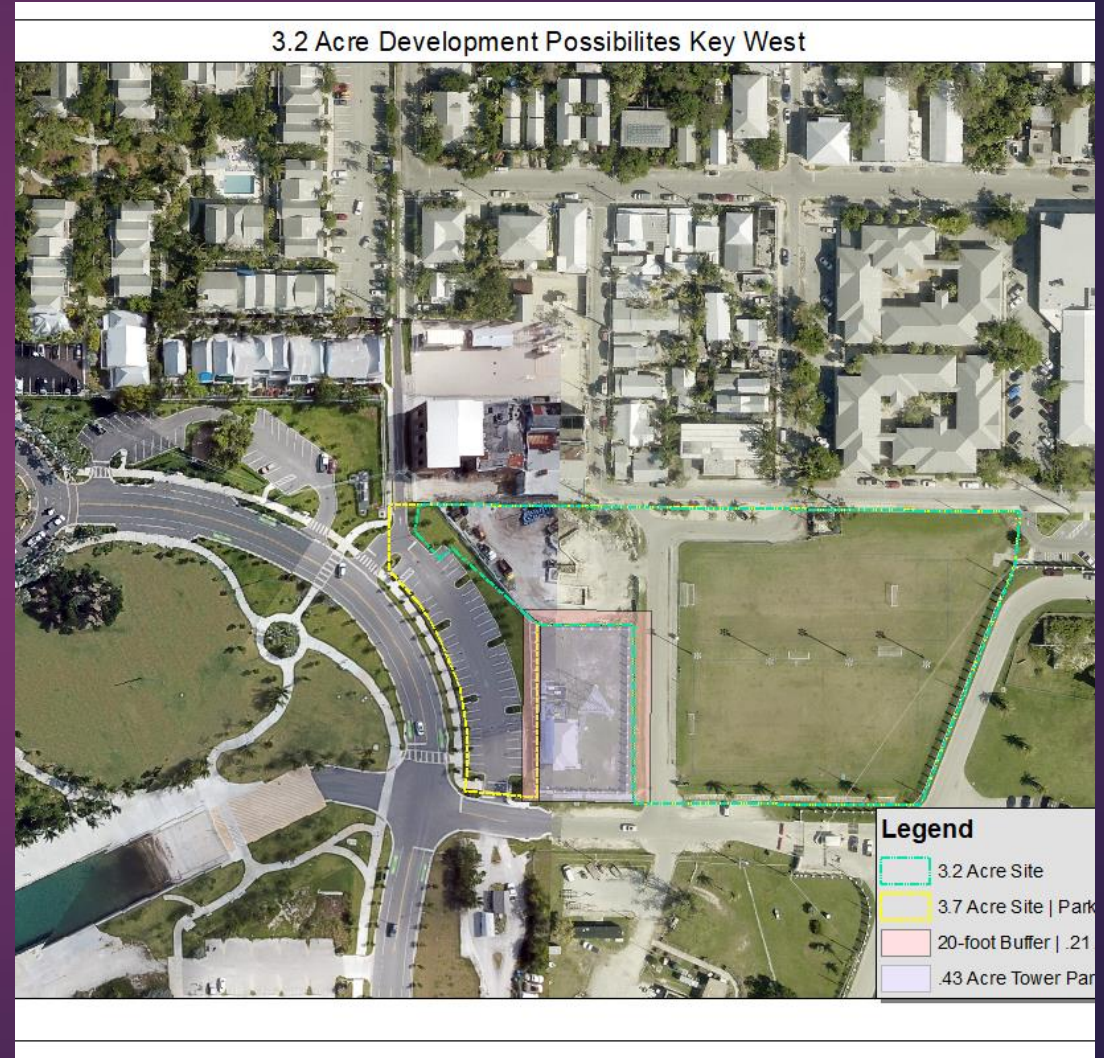 3.2 Acre Development Possibilites Key West
Legend
3.2 Acre Site
3.7 Acre Site | Park
20-foot Buffer | .21
.43 Acre Tower Par